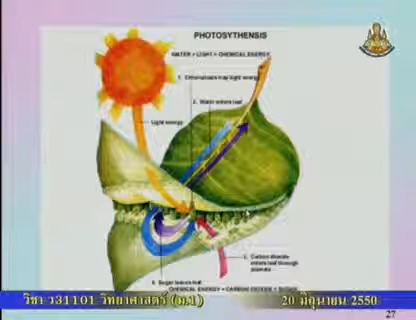 PHOTOSYTHENSIS
WATER + LIGHT = CHEMICAL ENERGY
1. Chloroplasts trap light energy
2. Water enters leaf
Light energy
3. Carbon dioxide
enters leaf through
stomata
4. Sugar leaves leaf
CHEMICAL ENERGY + CARBON DIOXIDE = SUGAR
วิชา ว31101 วิทยาศาสตร์ (ม.1)
20 มิถุนายน 2550
27